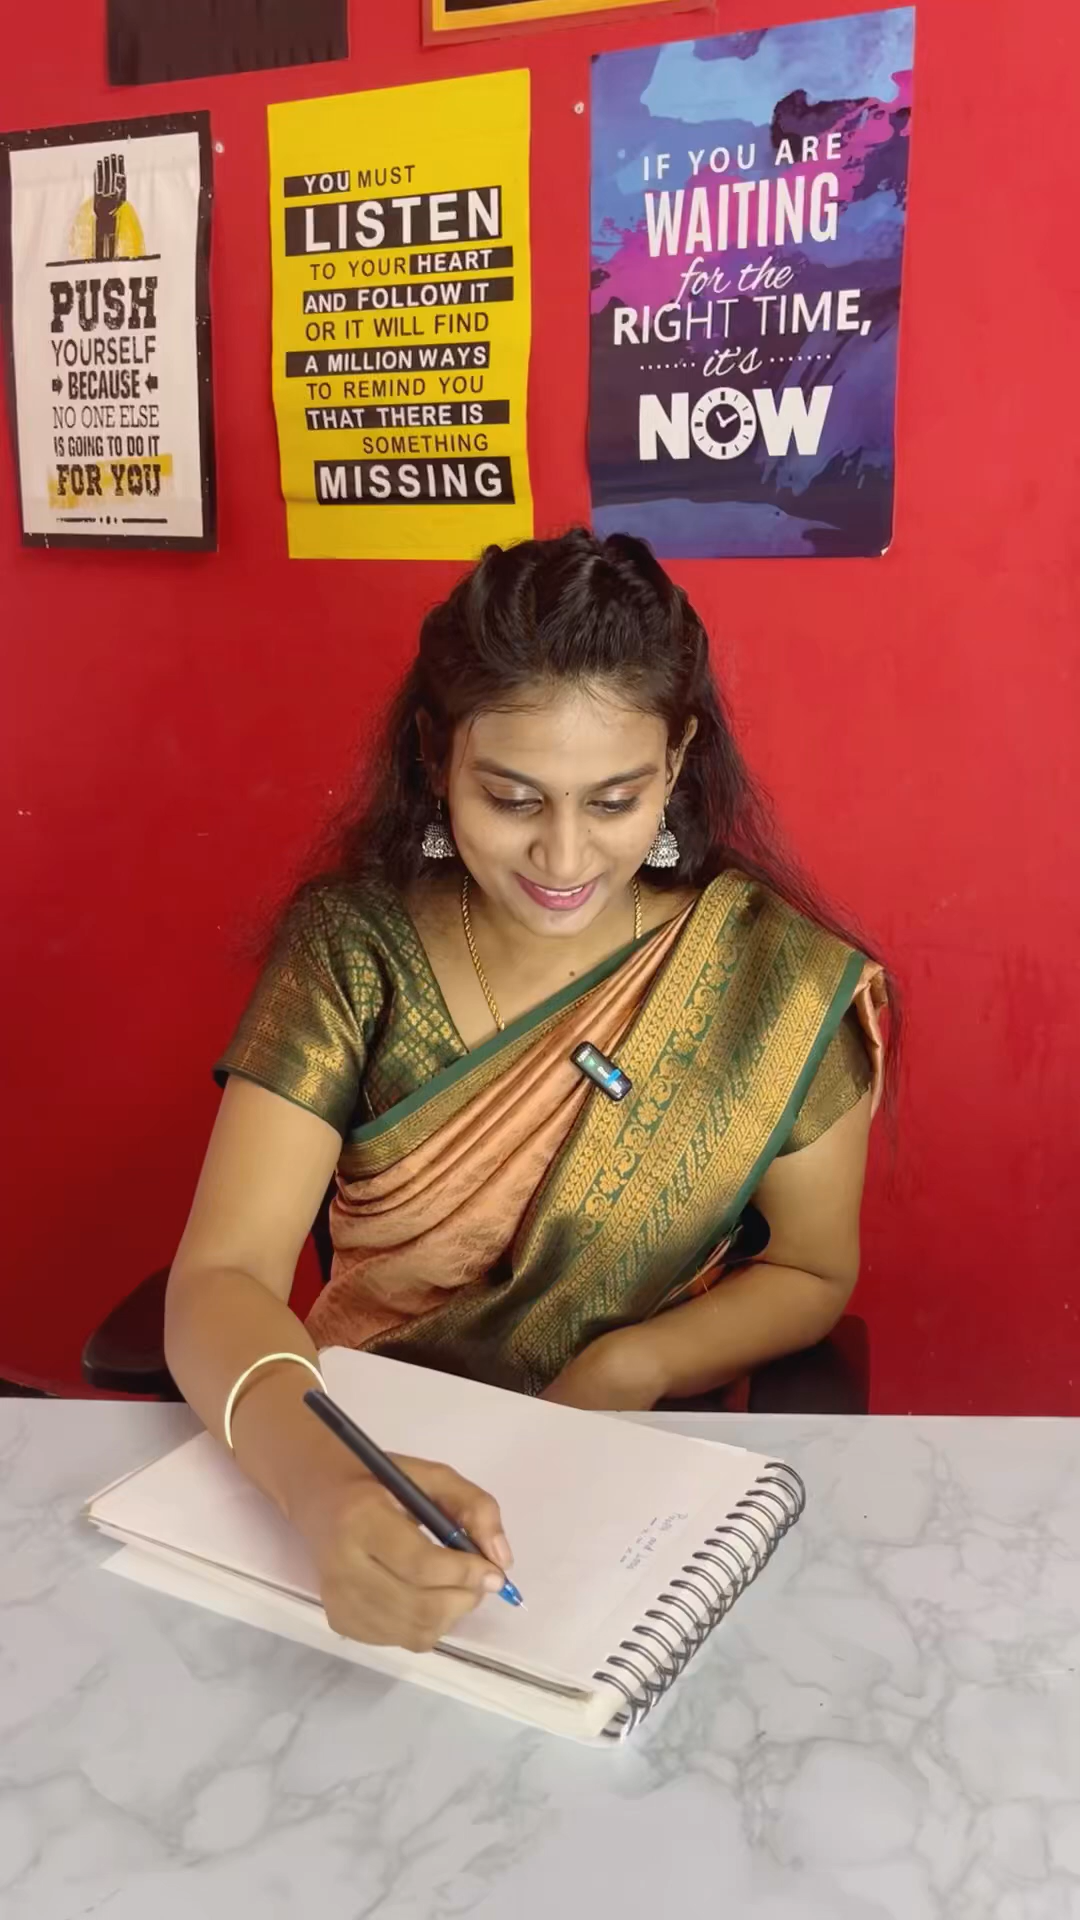 PUSH
YOURSELF
BECAUSE
NO ONE ELSE
IS GOING TO DO IT
FOR YOU
YOU MUST
LISTEN
TO YOUR HEART
AND FOLLOW IT
OR IT WILL FIND
A MILLION WAYS
TO REMIND YOU
THAT THERE IS
SOMETHING
MISSING
IF YOU ARE
WAITING
for the
RIGHT TIME,
it's
NOW